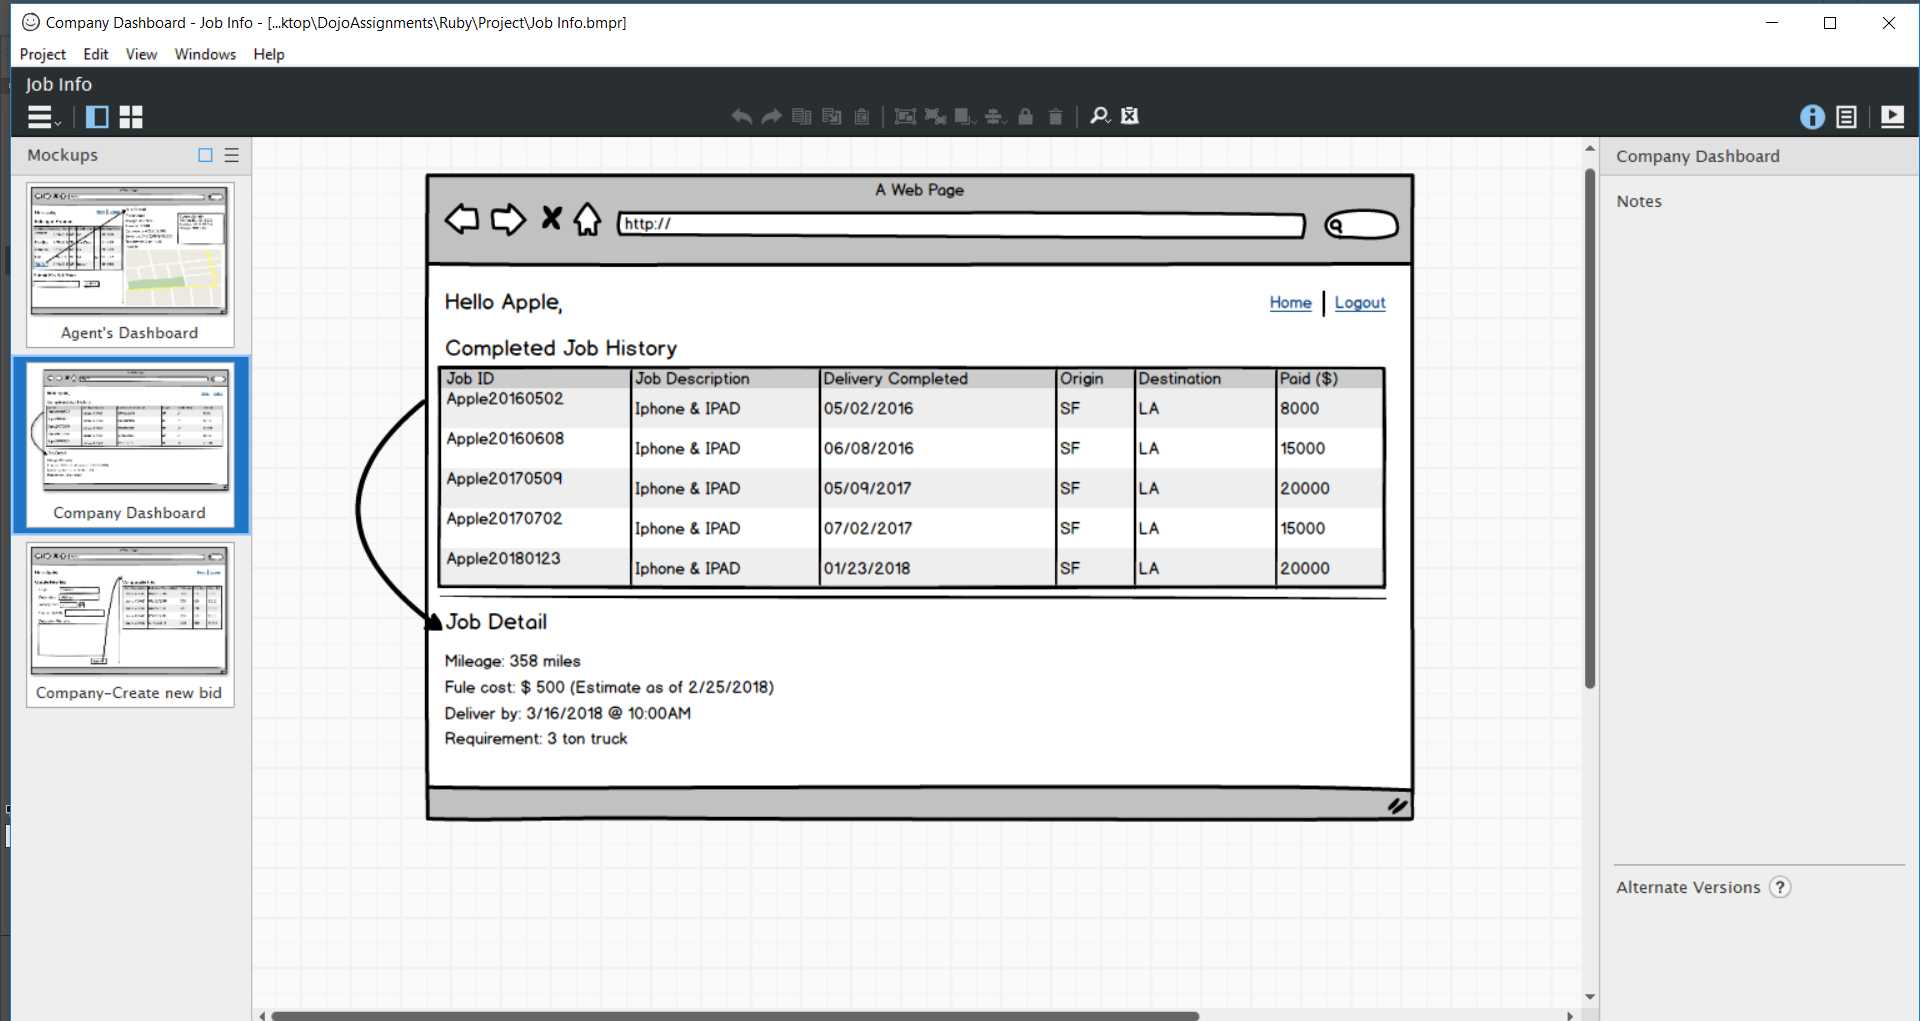 Company Dashboard - Job Info - [...ktop\DojoAssignments\Ruby\Project\Job Info.bmpr]
Project Edit View Windows Help
Job Info
Mockups
Agent's Dashboard
Company Dashboard
Company-Create new bid
A Web Page
http://
Hello Apple,
Home Logout
Completed Job History
Job ID Job Description Delivery Completed Origin Destination Paid ($)
Apple20160502 Iphone & IPAD 05/02/2016 SF LA 8000
Apple20160608 Iphone & IPAD 06/08/2016 SF LA 15000
Apple20170509 Iphone & IPAD 05/09/2017 SF LA 20000
Apple20170702 Iphone & IPAD 07/02/2017 SF LA 15000
Apple20180123 Iphone & IPAD 01/23/2018 SF LA 20000
Job Detail
Mileage: 358 miles
Fule cost: $ 500 (Estimate as of 2/25/2018)
Deliver by: 3/16/2018 @ 10:00AM
Requirement: 3 ton truck
Company Dashboard
Notes
Alternate Versions ?